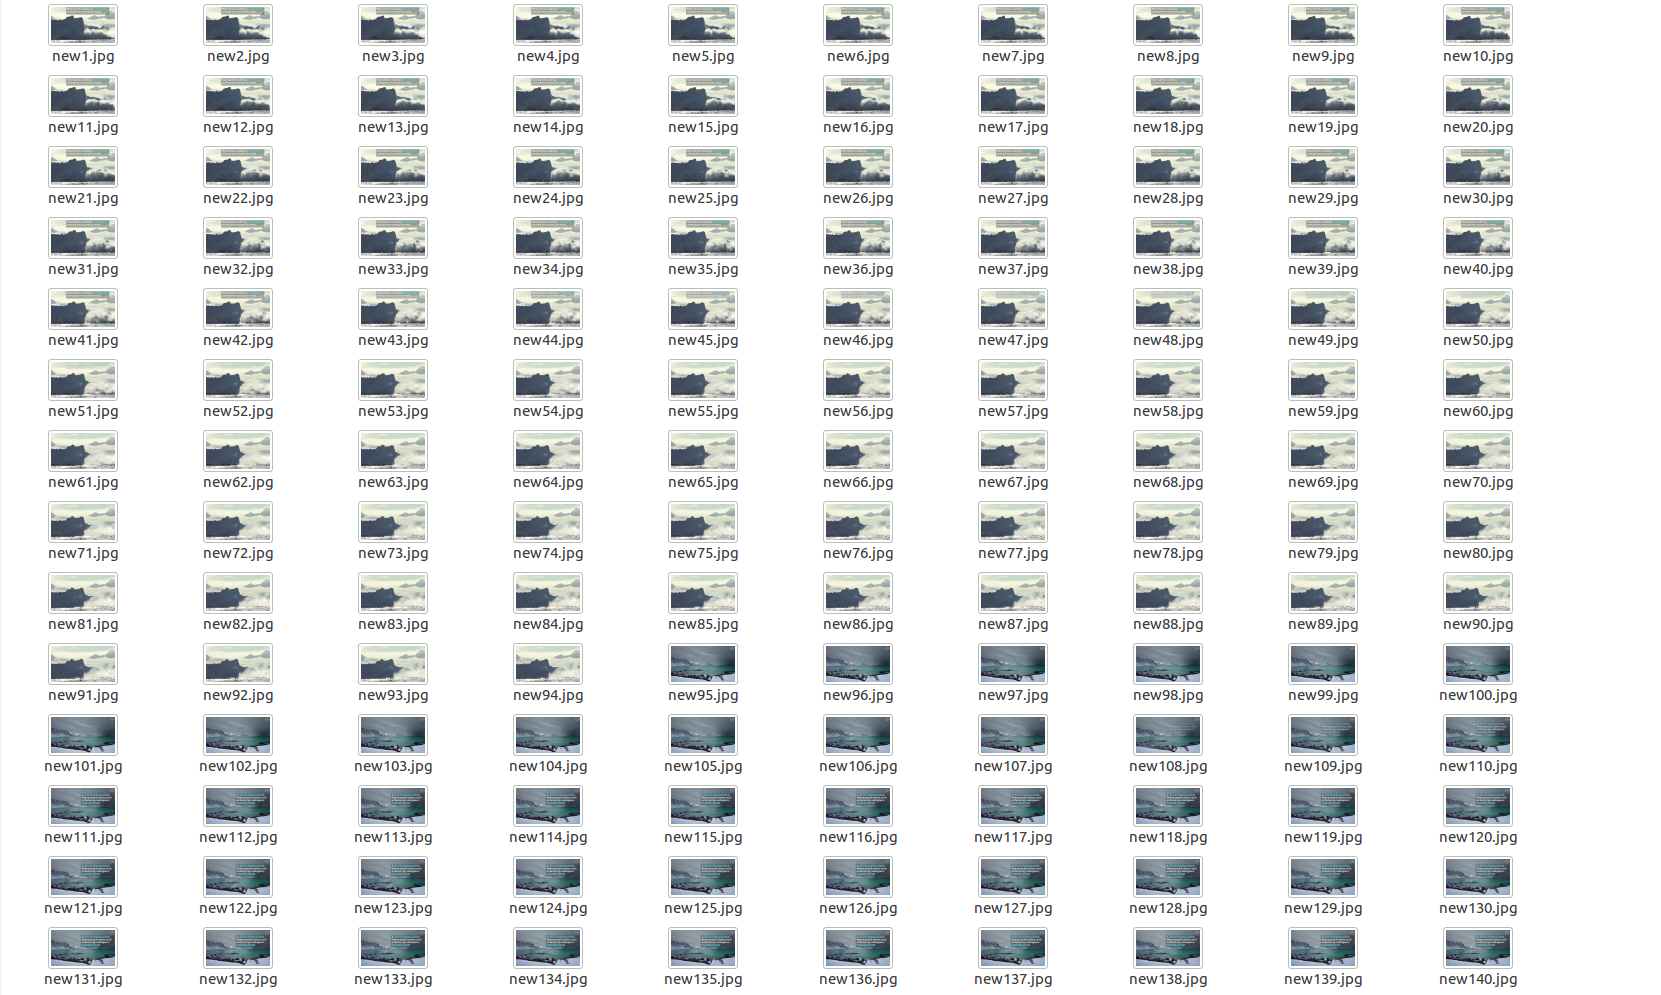 new1.jpg new2.jpg new3.jpg new4.jpg new5.jpg new6.jpg new7.jpg new8.jpg new9.jpg new10.jpg
new11.jpg new12.jpg new13.jpg new14.jpg new15.jpg new16.jpg new17.jpg new18.jpg new19.jpg new20.jpg
new21.jpg new22.jpg new23.jpg new24.jpg new25.jpg new26.jpg new27.jpg new28.jpg new29.jpg new30.jpg
new31.jpg new32.jpg new33.jpg new34.jpg new35.jpg new36.jpg new37.jpg new38.jpg new39.jpg new40.jpg
new41.jpg new42.jpg new43.jpg new44.jpg new45.jpg new46.jpg new47.jpg new48.jpg new49.jpg new50.jpg
new51.jpg new52.jpg new53.jpg new54.jpg new55.jpg new56.jpg new57.jpg new58.jpg new59.jpg new60.jpg
new61.jpg new62.jpg new63.jpg new64.jpg new65.jpg new66.jpg new67.jpg new68.jpg new69.jpg new70.jpg
new71.jpg new72.jpg new73.jpg new74.jpg new75.jpg new76.jpg new77.jpg new78.jpg new79.jpg new80.jpg
new81.jpg new82.jpg new83.jpg new84.jpg new85.jpg new86.jpg new87.jpg new88.jpg new89.jpg new90.jpg
new91.jpg new92.jpg new93.jpg new94.jpg new95.jpg new96.jpg new97.jpg new98.jpg new99.jpg new100.jpg
new101.jpg new102.jpg new103.jpg new104.jpg new105.jpg new106.jpg new107.jpg new108.jpg new109.jpg new110.jpg
new111.jpg new112.jpg new113.jpg new114.jpg new115.jpg new116.jpg new117.jpg new118.jpg new119.jpg new120.jpg
new121.jpg new122.jpg new123.jpg new124.jpg new125.jpg new126.jpg new127.jpg new128.jpg new129.jpg new130.jpg
new131.jpg new132.jpg new133.jpg new134.jpg new135.jpg new136.jpg new137.jpg new138.jpg new139.jpg new140.jpg